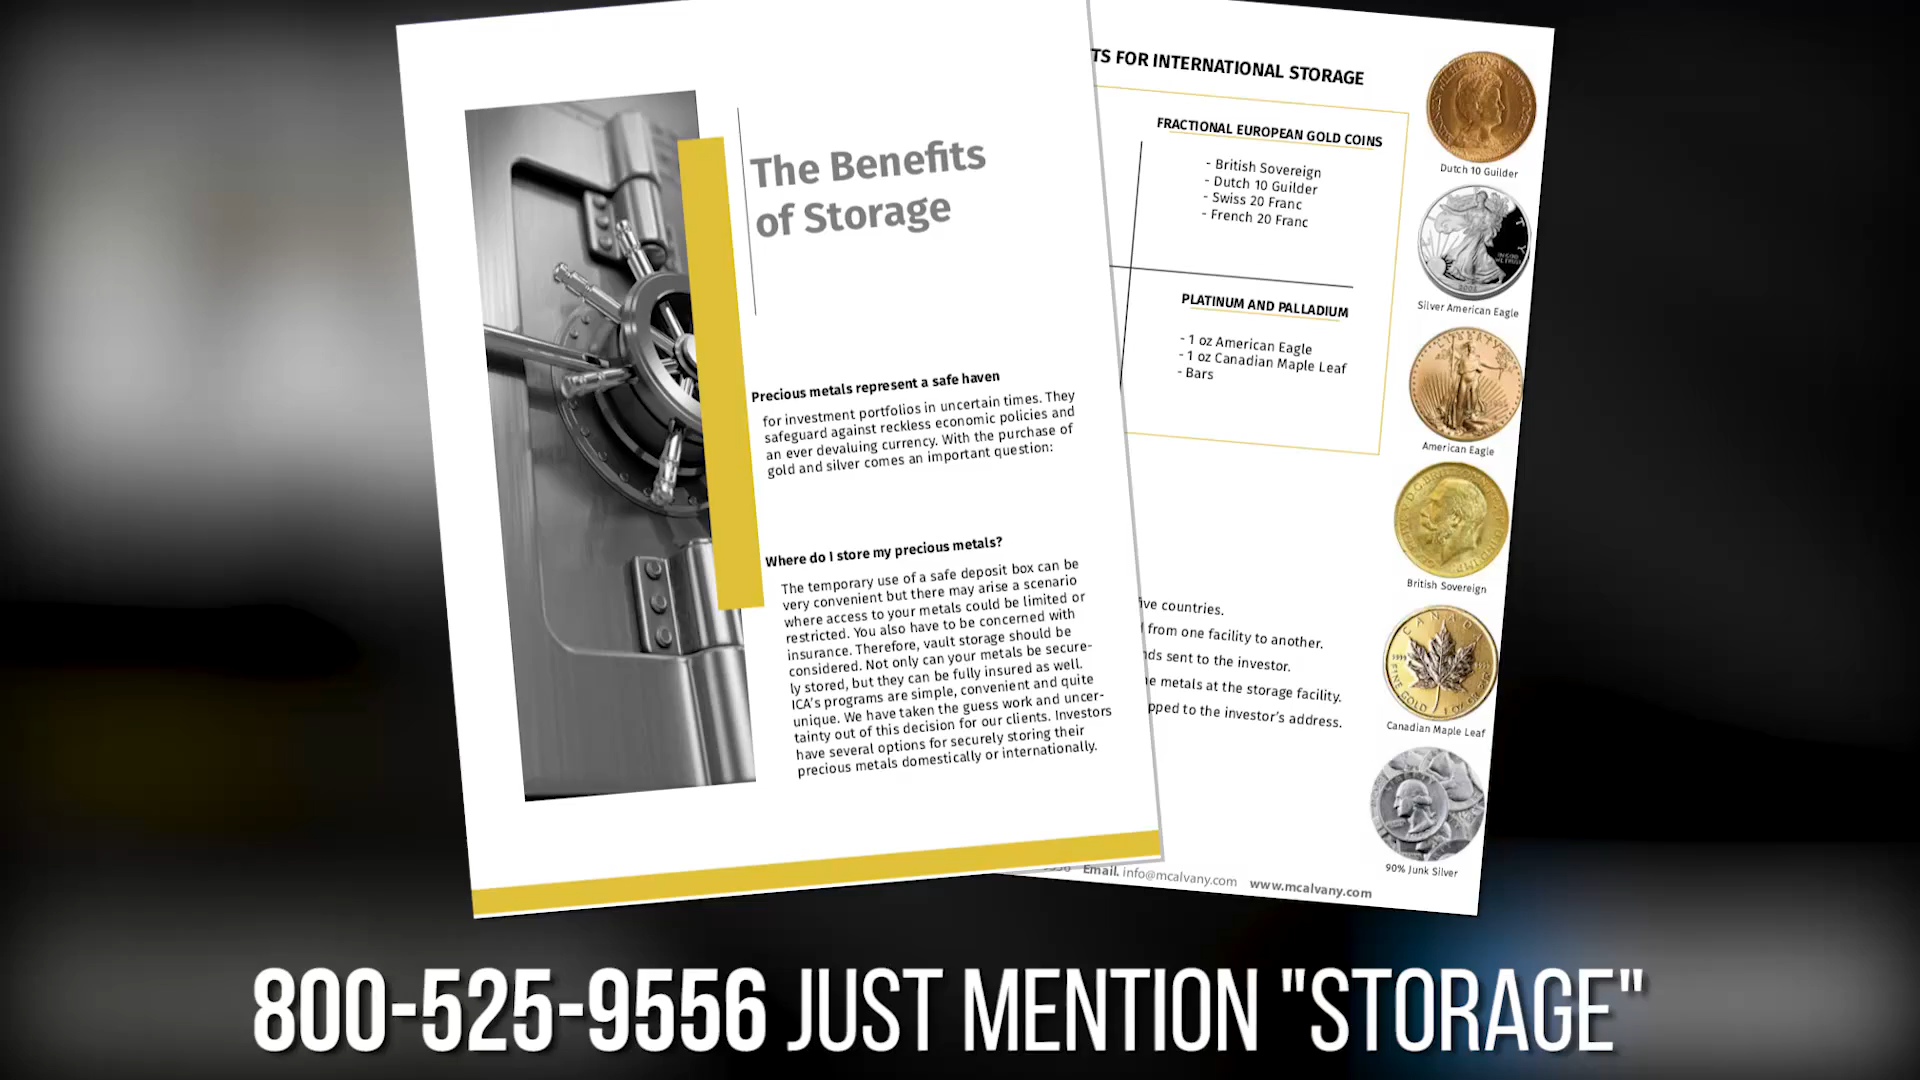 The Benefits
of Storage
Precious metals represent a safe haven
for investment portfolios in uncertain times. They
safeguard against reckless economic policies and
an ever devaluing currency. With the purchase of
gold and silver comes an important question:
Where do I store my precious metals?
The temporary use of a safe deposit box can be
very convenient but there may arise a scenario
where access to your metals could be limited or
restricted. You also have to be concerned with
insurance. Therefore, vault storage should be
considered. Not only can your metals be secure-
ly stored, but they can be fully insured as well.
ICA's programs are simple, convenient and quite
unique. We have taken the guess work and uncer-
tainty out of this decision for our clients. Investors
have several options for securely storing their
precious metals domestically or internationally.
TS FOR INTERNATIONAL STORAGE
FRACTIONAL EUROPEAN GOLD COINS
- British Sovereign
- Dutch 10 Guilder
- Swiss 20 Franc
- French 20 Franc
PLATINUM AND PALLADIUM
- 1 oz American Eagle
- 1 oz Canadian Maple Leaf
- Bars
ive countries.
from one facility to another.
nds sent to the investor.
e metals at the storage facility.
pped to the investor's address.
Email. info@mcalvany.com www.mcalvany.com
Dutch 10 Guilder
Silver American Eagle
American Eagle
British Sovereign
Canadian Maple Leaf
90% Junk Silver
800-525-9556 JUST MENTION "STORAGE"